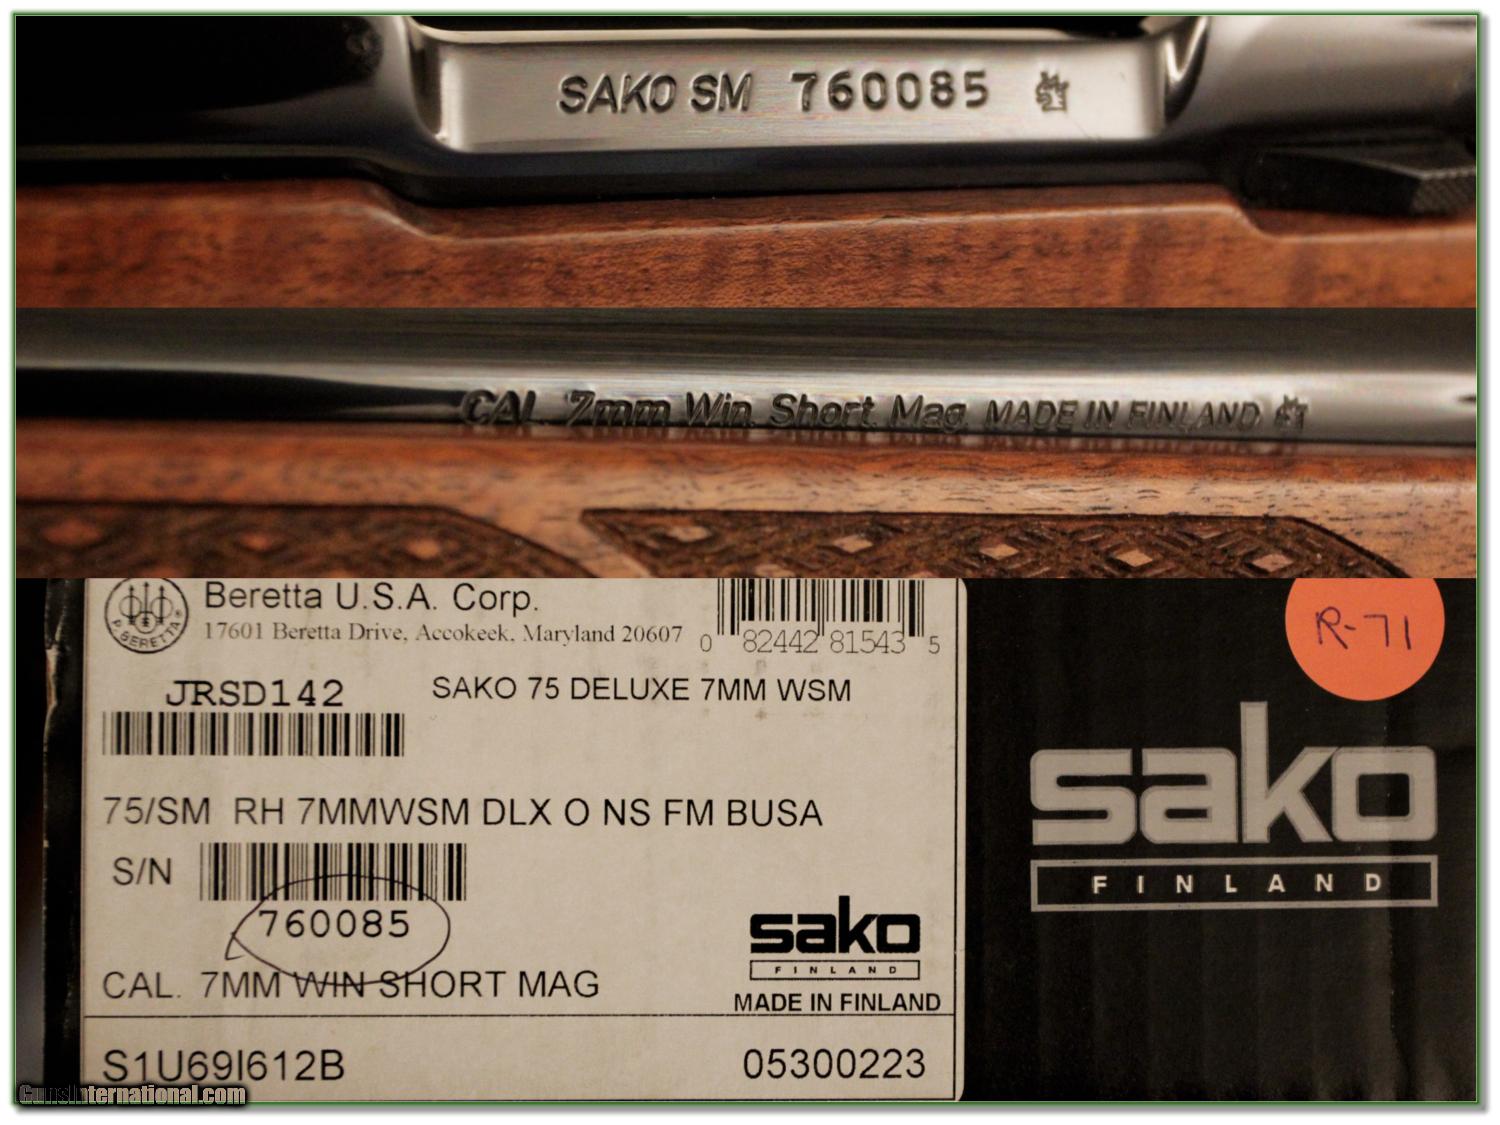 SAKO SM 760085
CAL. 7mm Win. Short. Mag. MADE IN FINLAND
P. BERETTA
Beretta U.S.A. Corp.
17601 Beretta Drive, Accokeek, Maryland 20607
0 82442 81543 5
R-71
JRSD142 SAKO 75 DELUXE 7MM WSM
75/SM RH 7MMWSM DLX O NS FM BUSA
S/N
760085
CAL. 7MM WIN SHORT MAG
sako
FINLAND
MADE IN FINLAND
S1U69I612B 05300223
sako
FINLAND
GunsInternational.com